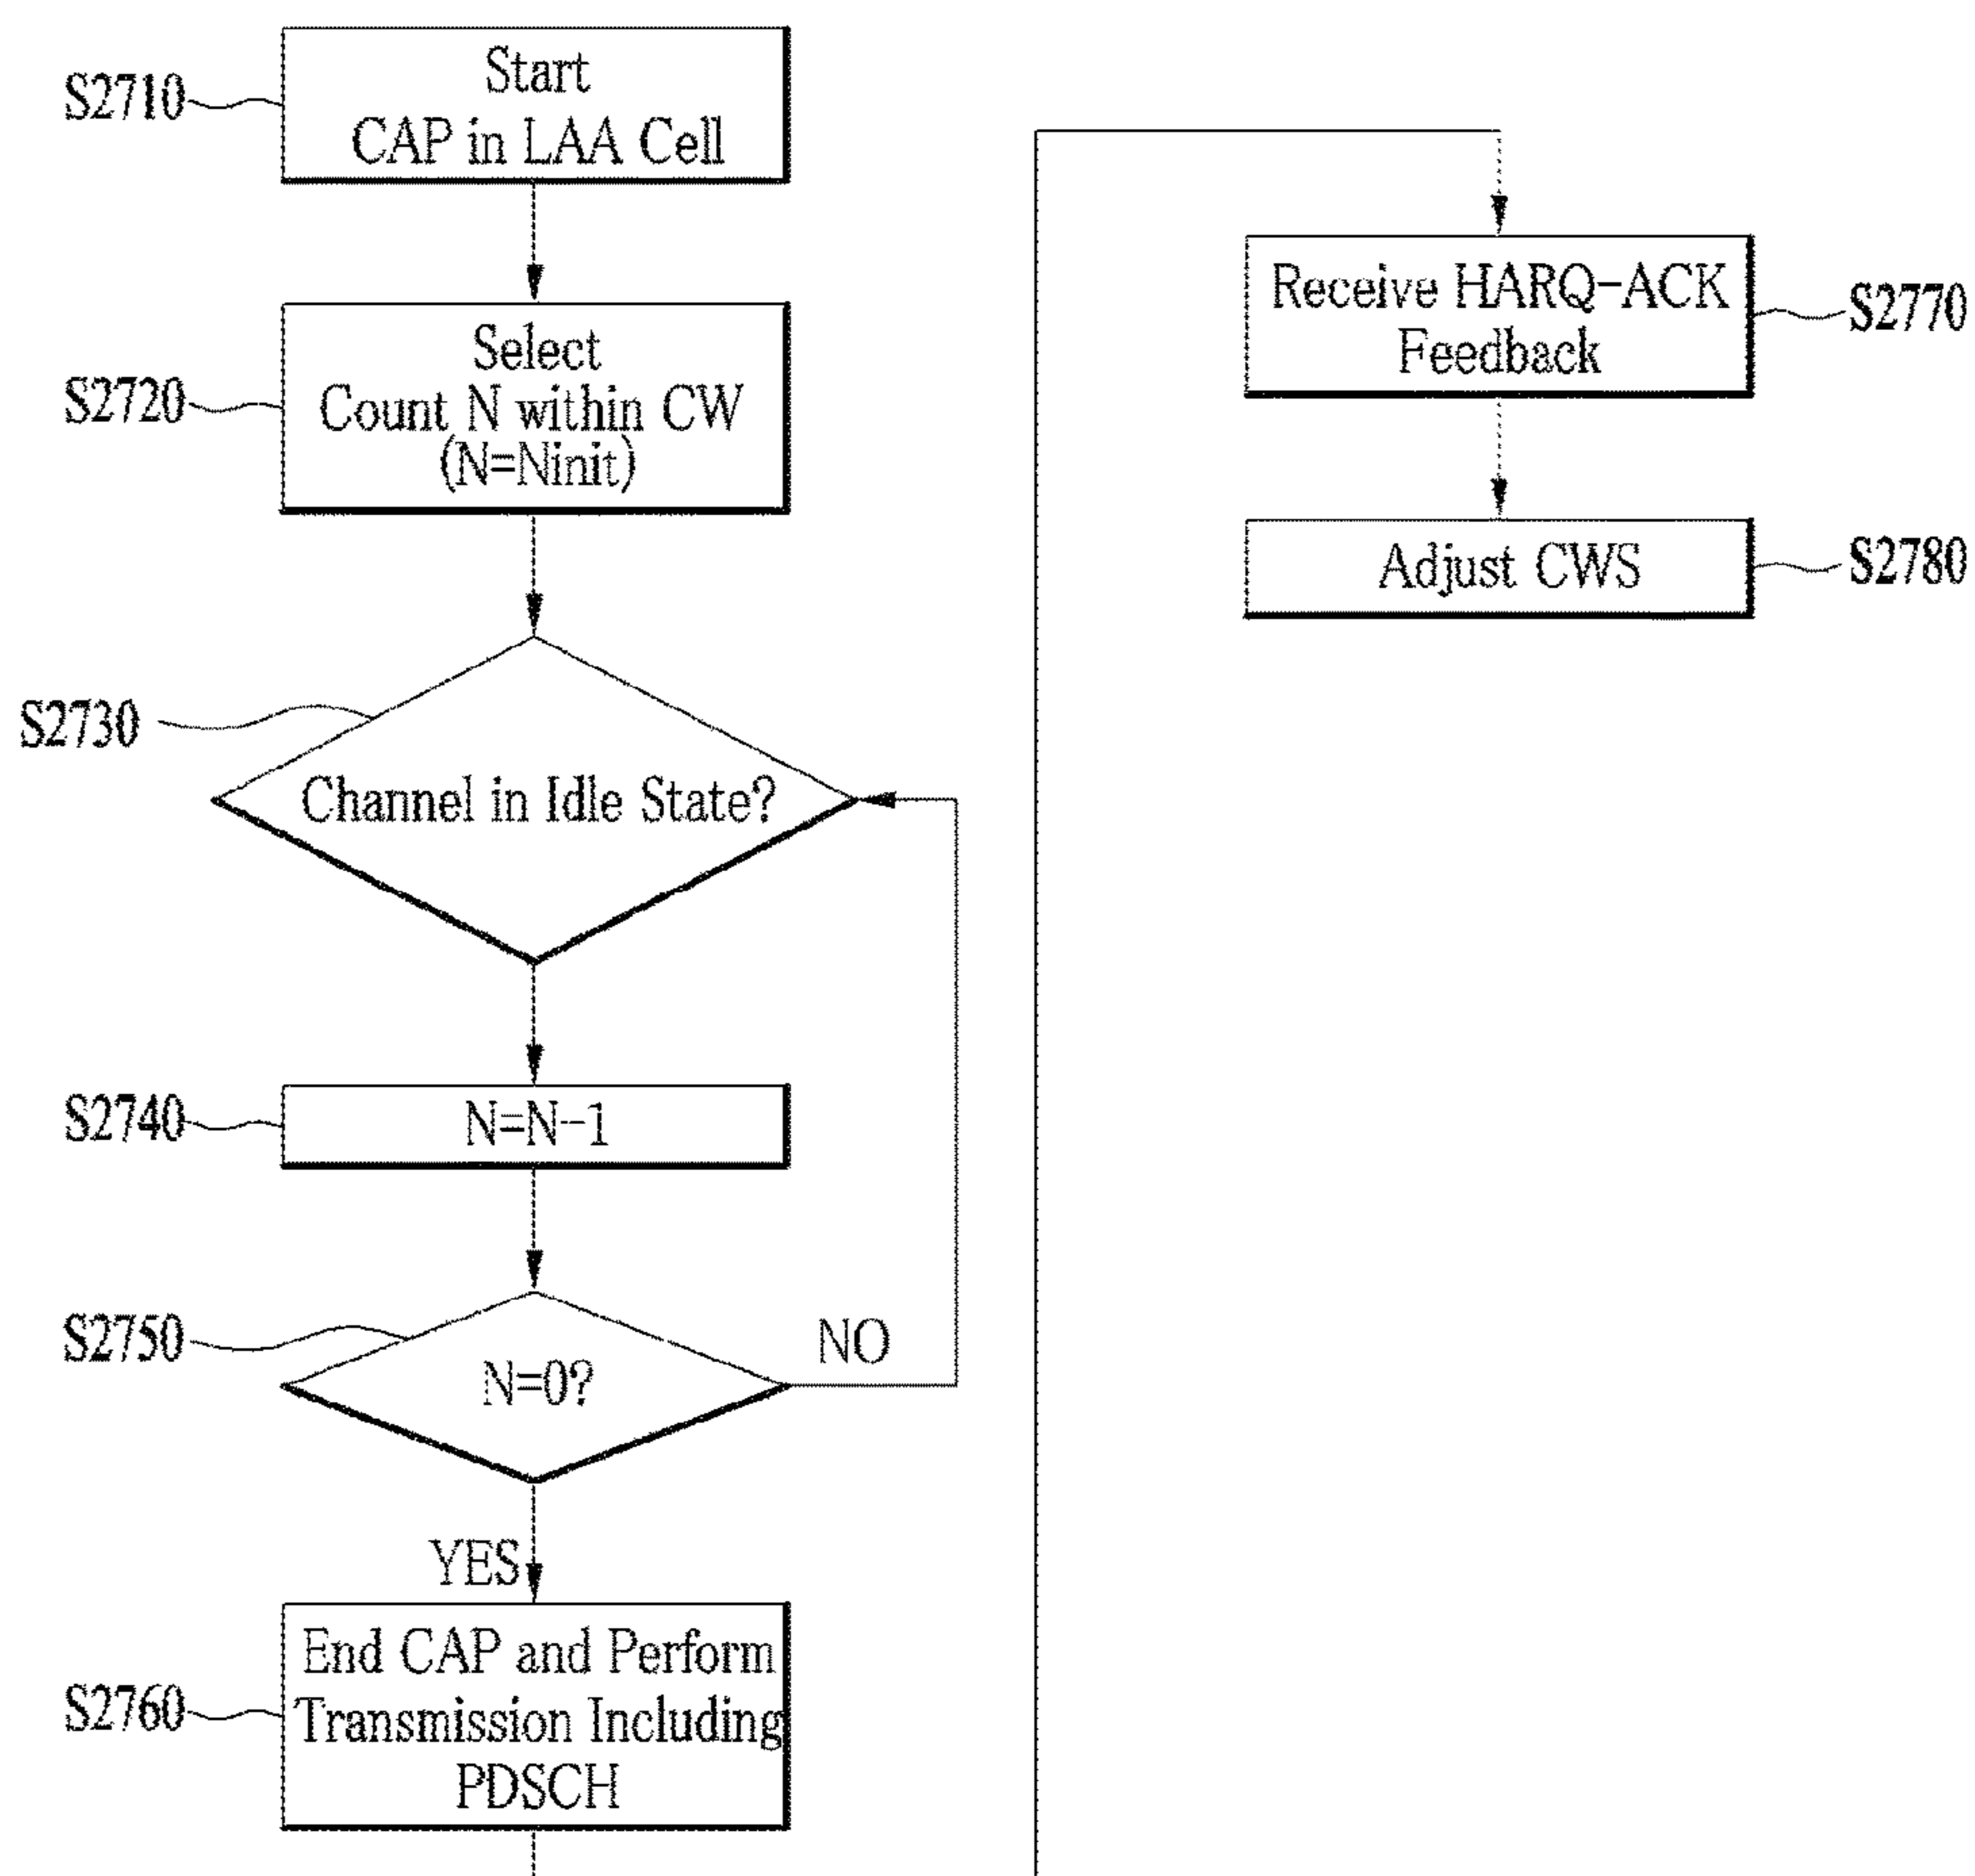 S2710
Start
CAP in LAA Cell
S2720
Select
Count N within CW
(N=Ninit)
S2730
Channel in Idle State?
S2740
N=N-1
S2750
N=0?
NO
YES
S2760
End CAP and Perform
Transmission Including
PDSCH
Receive HARQ-ACK
Feedback
S2770
Adjust CWS
S2780